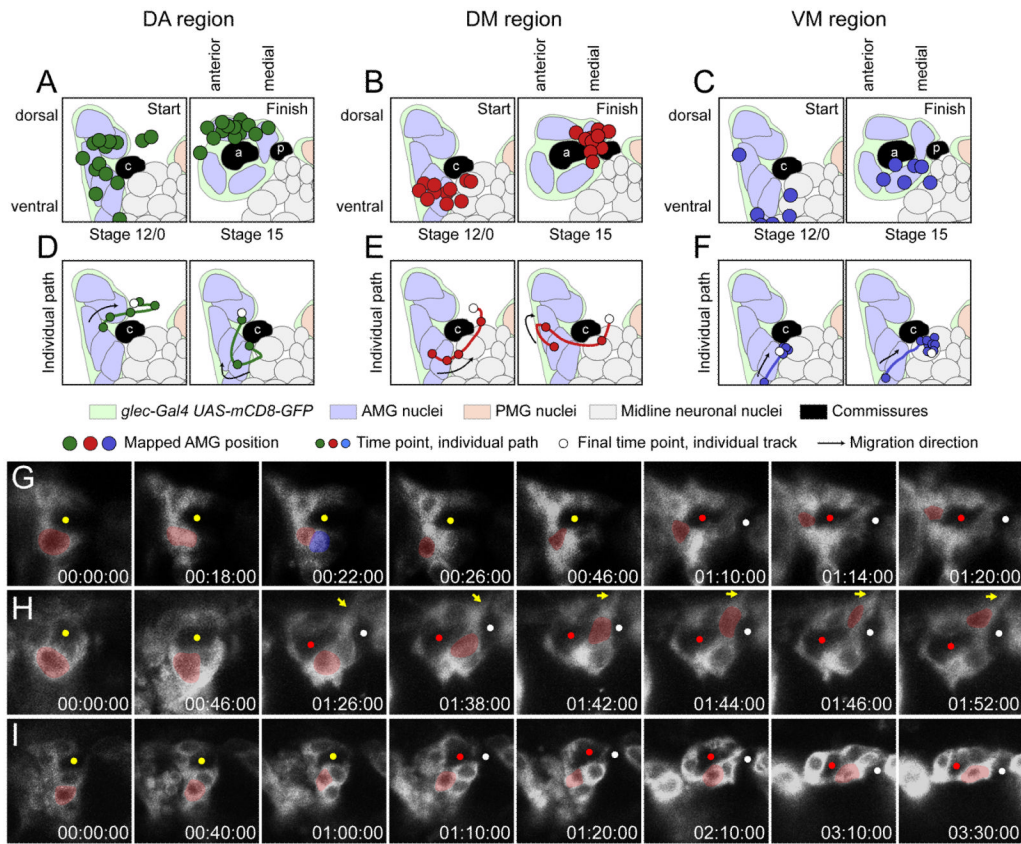 DA region DM region VM region
anterior medial anterior medial anterior medial
A B C
dorsal Start Finish dorsal Start Finish dorsal Start Finish
c a p c a c a p
ventral ventral ventral
Stage 12/0 Stage 15 Stage 12/0 Stage 15 Stage 12/0 Stage 15
D E F
Individual path c c Individual path c c Individual path c c
glec-Gal4 UAS-mCD8-GFP AMG nuclei PMG nuclei Midline neuronal nuclei Commissures
Mapped AMG position Time point, individual path Final time point, individual track Migration direction
G
00:00:00 00:18:00 00:22:00 00:26:00 00:46:00 01:10:00 01:14:00 01:20:00
H
00:00:00 00:46:00 01:26:00 01:38:00 01:42:00 01:44:00 01:46:00 01:52:00
I
00:00:00 00:40:00 01:00:00 01:10:00 01:20:00 02:10:00 03:10:00 03:30:00